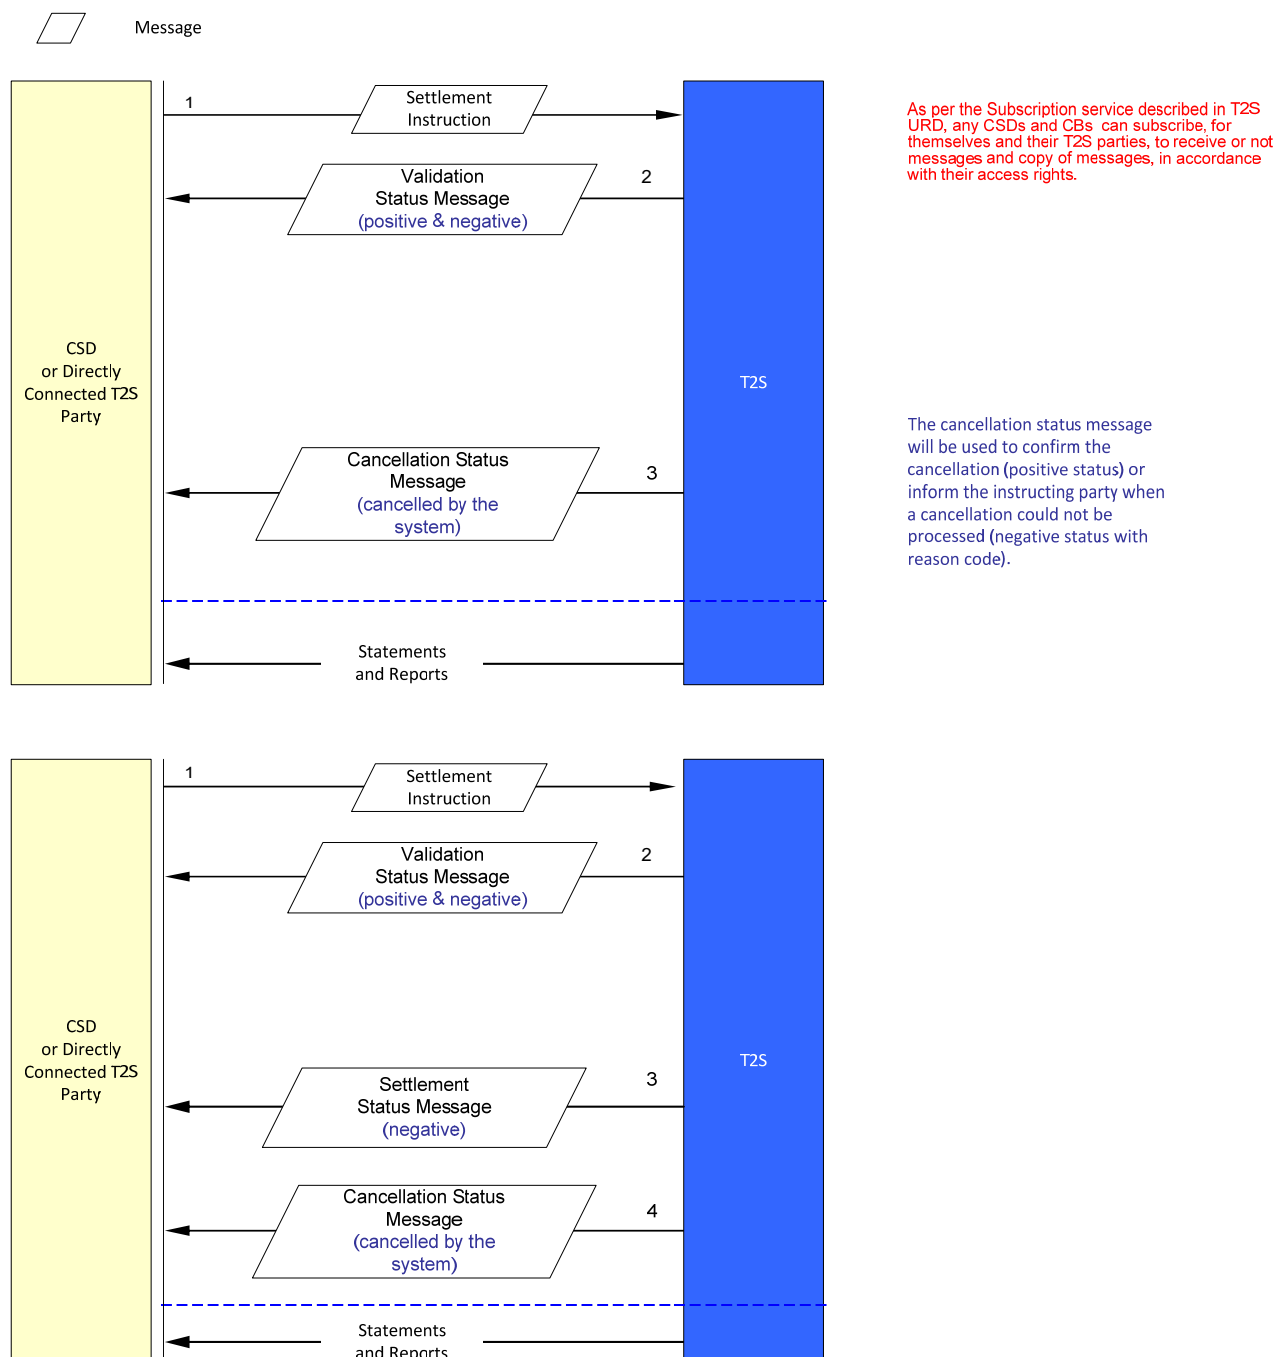 Message
1
Settlement
Instruction
As per the Subscription service described in T2S
URD, any CSDs and CBs can subscribe, for
themselves and their T2S parties, to receive or not
messages and copy of messages, in accordance
with their access rights.
Validation
Status Message
(positive & negative)
2
CSD
or Directly
Connected T2S
Party
T2S
The cancellation status message
will be used to confirm the
cancellation (positive status) or
inform the instructing party when
a cancellation could not be
processed (negative status with
reason code).
Cancellation Status
Message
(cancelled by the
system)
3
Statements
and Reports
1
Settlement
Instruction
Validation
Status Message
(positive & negative)
2
CSD
or Directly
Connected T2S
Party
T2S
Settlement
Status Message
(negative)
3
Cancellation Status
Message
(cancelled by the
system)
4
Statements
and Reports